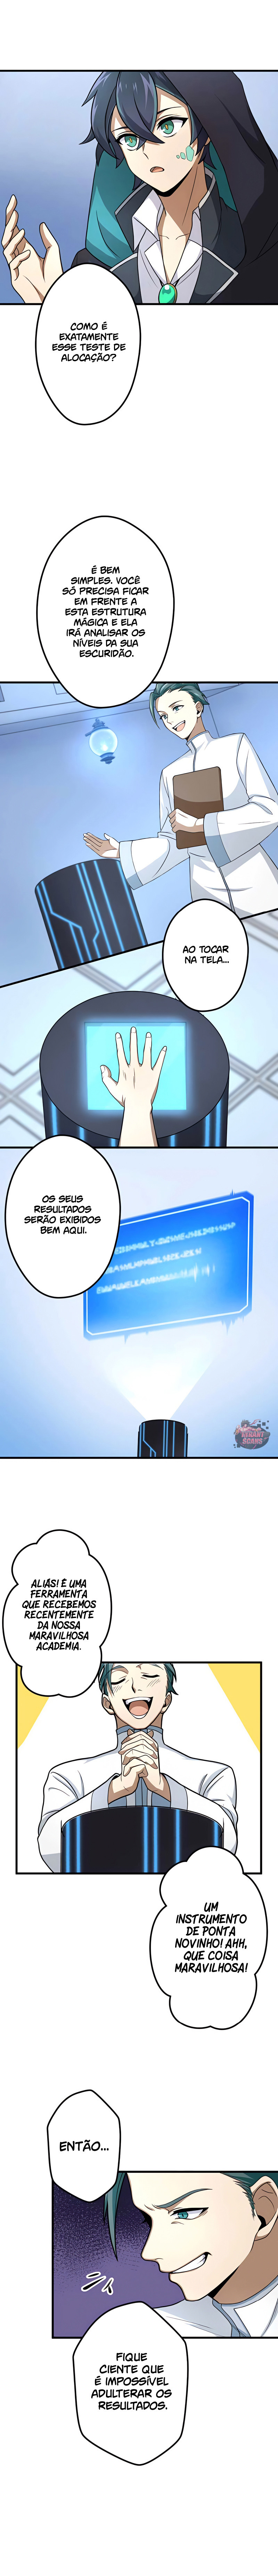 COMO É
EXATAMENTE
ESSE TESTE DE
ALOCAÇÃO?
É BEM
SIMPLES. VOCÊ
SÓ PRECISA FICAR
EM FRENTE A
ESTA ESTRUTURA
MÁGICA E ELA
IRÁ ANALISAR OS
NÍVEIS DA SUA
ESCURIDÃO.
AO TOCAR
NA TELA...
OS SEUS
RESULTADOS
SERÃO EXIBIDOS
BEM AQUI.
ALIÁS! É UMA
FERRAMENTA
QUE RECEBEMOS
RECENTEMENTE
DA NOSSA
MARAVILHOSA
ACADEMIA.
UM
INSTRUMENTO
DE PONTA
NOVINHO! AHH,
QUE COISA
MARAVILHOSA!
ENTÃO...
FIQUE
CIENTE QUE
É IMPOSSÍVEL
ADULTERAR OS
RESULTADOS.